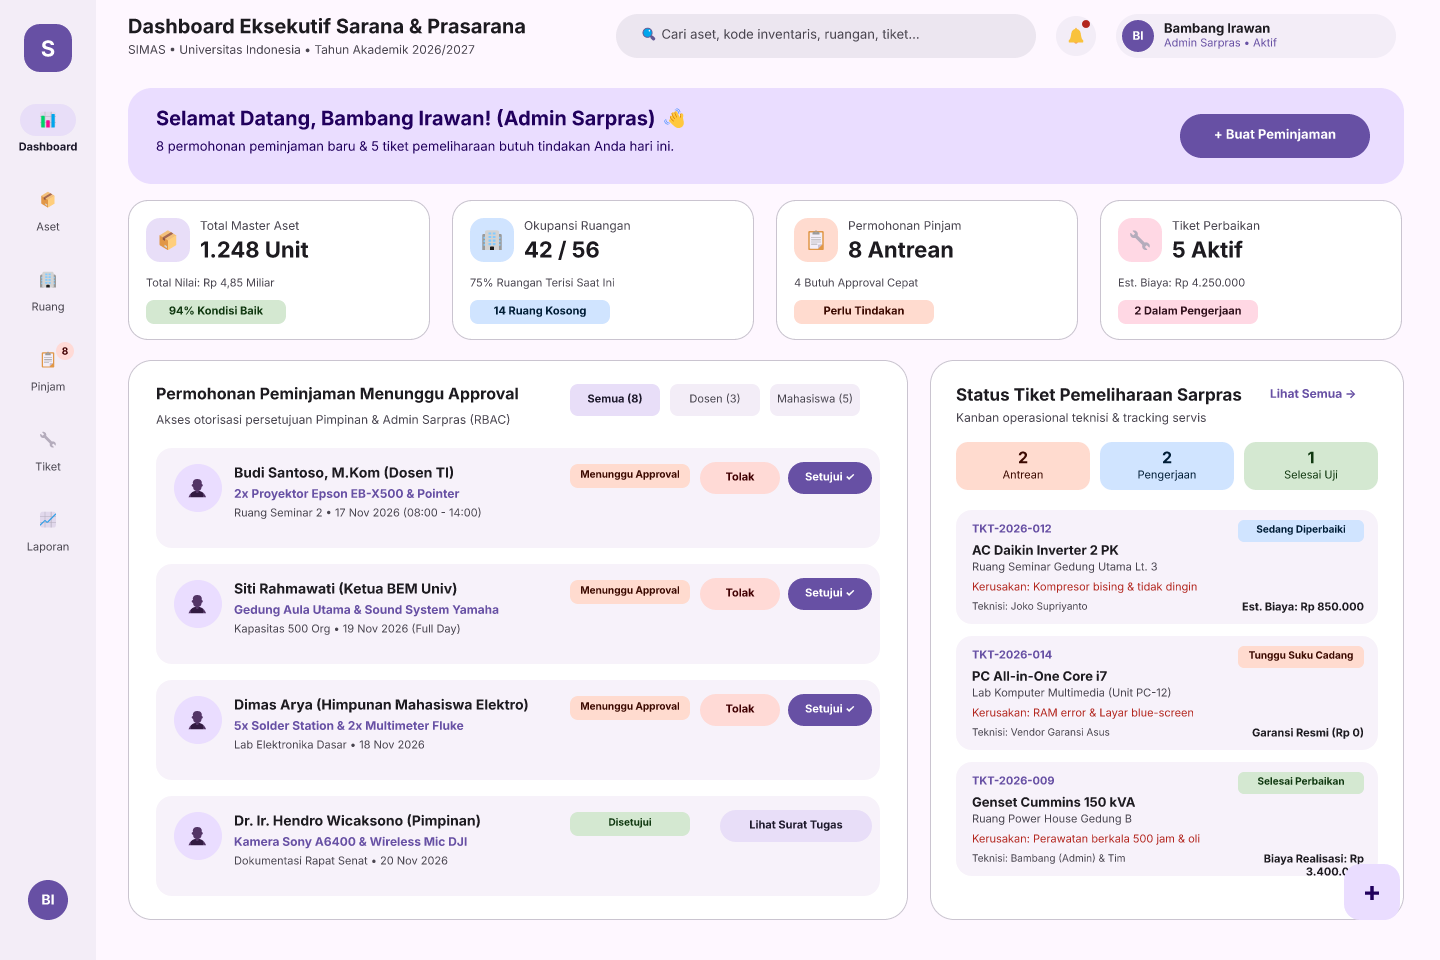 S
Dashboard
Aset
Ruang
8
Pinjam
Tiket
Laporan
BI
Dashboard Eksekutif Sarana & Prasarana
SIMAS • Universitas Indonesia • Tahun Akademik 2026/2027
Cari aset, kode inventaris, ruangan, tiket...
BI
Bambang Irawan
Admin Sarpras • Aktif
Selamat Datang, Bambang Irawan! (Admin Sarpras) 👋
8 permohonan peminjaman baru & 5 tiket pemeliharaan butuh tindakan Anda hari ini.
+ Buat Peminjaman
Total Master Aset
1.248 Unit
Total Nilai: Rp 4,85 Miliar
94% Kondisi Baik
Okupansi Ruangan
42 / 56
75% Ruangan Terisi Saat Ini
14 Ruang Kosong
Permohonan Pinjam
8 Antrean
4 Butuh Approval Cepat
Perlu Tindakan
Tiket Perbaikan
5 Aktif
Est. Biaya: Rp 4.250.000
2 Dalam Pengerjaan
Permohonan Peminjaman Menunggu Approval
Akses otorisasi persetujuan Pimpinan & Admin Sarpras (RBAC)
Semua (8)
Dosen (3)
Mahasiswa (5)
Budi Santoso, M.Kom (Dosen TI)
2x Proyektor Epson EB-X500 & Pointer
Ruang Seminar 2 • 17 Nov 2026 (08:00 - 14:00)
Menunggu Approval
Tolak
Setujui ✓
Siti Rahmawati (Ketua BEM Univ)
Gedung Aula Utama & Sound System Yamaha
Kapasitas 500 Org • 19 Nov 2026 (Full Day)
Menunggu Approval
Tolak
Setujui ✓
Dimas Arya (Himpunan Mahasiswa Elektro)
5x Solder Station & 2x Multimeter Fluke
Lab Elektronika Dasar • 18 Nov 2026
Menunggu Approval
Tolak
Setujui ✓
Dr. Ir. Hendro Wicaksono (Pimpinan)
Kamera Sony A6400 & Wireless Mic DJI
Dokumentasi Rapat Senat • 20 Nov 2026
Disetujui
Lihat Surat Tugas
Status Tiket Pemeliharaan Sarpras
Lihat Semua →
Kanban operasional teknisi & tracking servis
2
Antrean
2
Pengerjaan
1
Selesai Uji
TKT-2026-012
Sedang Diperbaiki
AC Daikin Inverter 2 PK
Ruang Seminar Gedung Utama Lt. 3
Kerusakan: Kompresor bising & tidak dingin
Teknisi: Joko Supriyanto
Est. Biaya: Rp 850.000
TKT-2026-014
Tunggu Suku Cadang
PC All-in-One Core i7
Lab Komputer Multimedia (Unit PC-12)
Kerusakan: RAM error & Layar blue-screen
Teknisi: Vendor Garansi Asus
Garansi Resmi (Rp 0)
TKT-2026-009
Selesai Perbaikan
Genset Cummins 150 kVA
Ruang Power House Gedung B
Kerusakan: Perawatan berkala 500 jam & oli
Teknisi: Bambang (Admin) & Tim
Biaya Realisasi: Rp
+